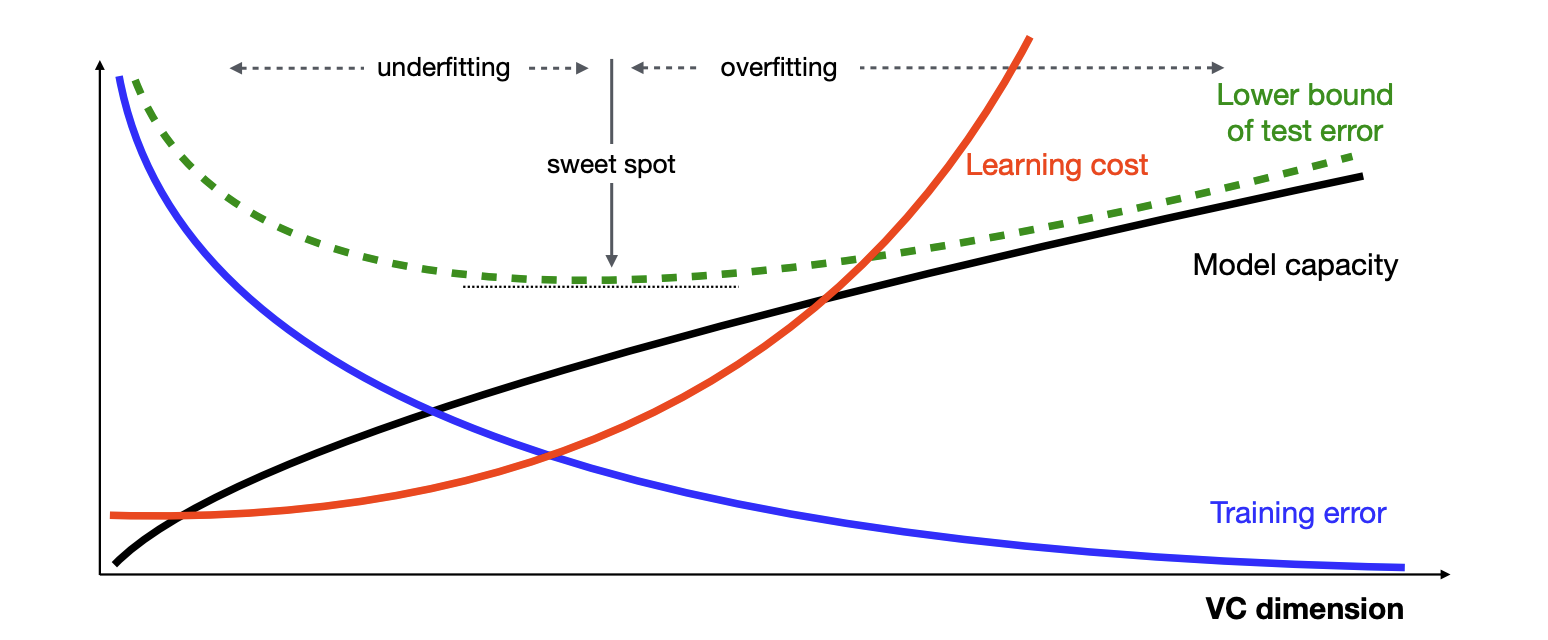 underfitting
overfitting
Lower bound
of test error
sweet spot
Learning cost
Model capacity
Training error
VC dimension